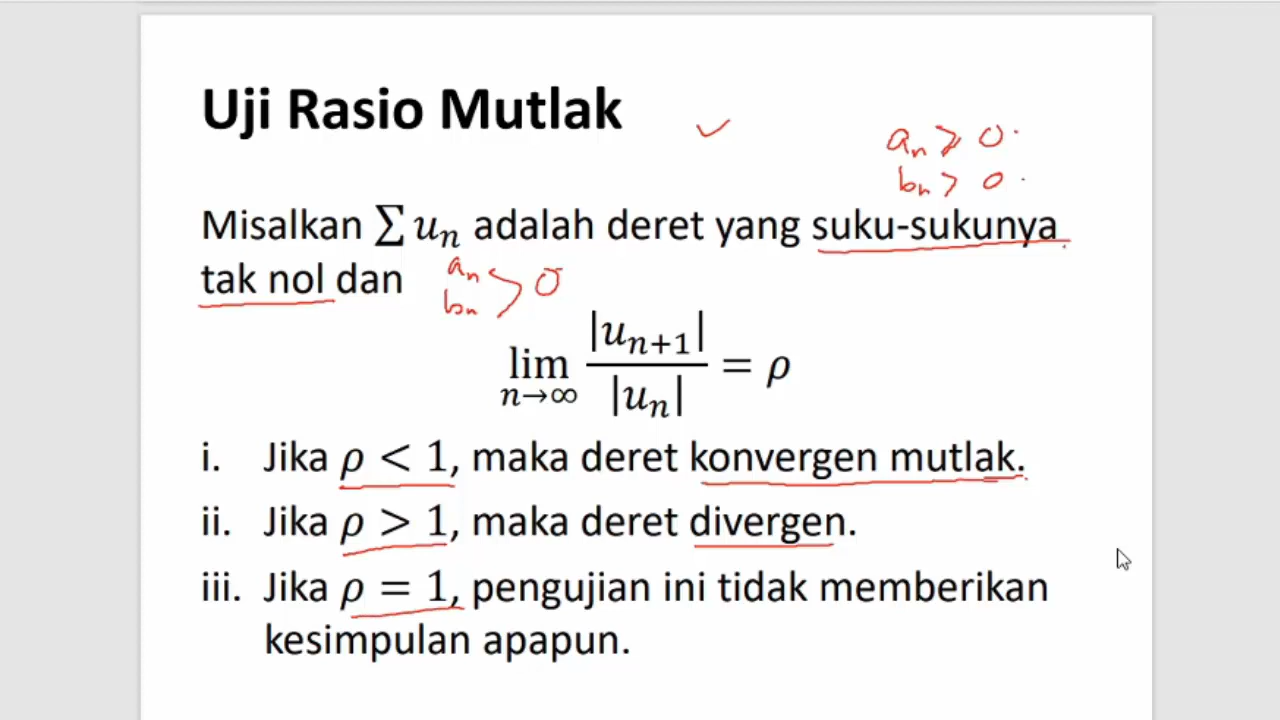 Uji Rasio Mutlak
aₙ ≥ 0.
bₙ > 0.
Misalkan ∑ uₙ adalah deret yang suku-sukunya
tak nol dan
aₙ
bₙ > 0
lim n→∞ |uₙ₊₁| / |uₙ| = ρ
i. Jika ρ < 1, maka deret konvergen mutlak.
ii. Jika ρ > 1, maka deret divergen.
iii. Jika ρ = 1, pengujian ini tidak memberikan
kesimpulan apapun.